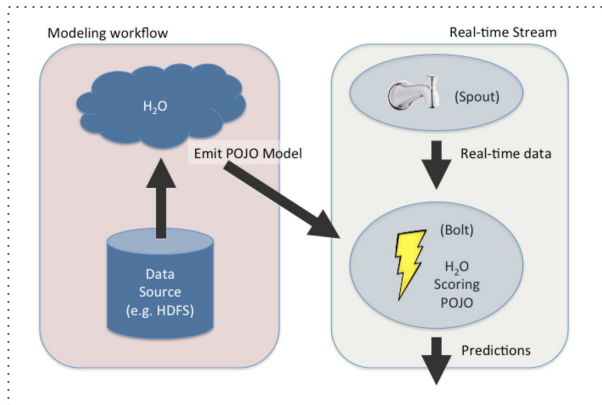 Modeling workflow
H₂O
Emit POJO Model
Data
Source
(e.g. HDFS)
Real-time Stream
(Spout)
Real-time data
(Bolt)
H₂O
Scoring
POJO
Predictions